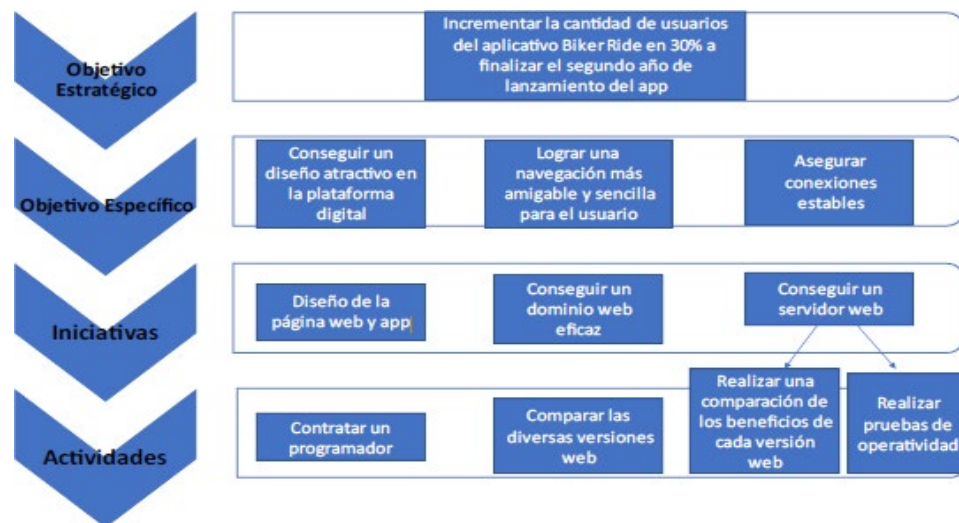 Objetivo
Estratégico
Incrementar la cantidad de usuarios
del aplicativo Biker Ride en 30% a
finalizar el segundo año de
lanzamiento del app
Objetivo Específico
Conseguir un
diseño atractivo en
la plataforma
digital
Lograr una
navegación más
amigable y sencilla
para el usuario
Asegurar
conexiones
estables
Iniciativas
Diseño de la
página web y app
Conseguir un
dominio web
eficaz
Conseguir un
servidor web
Actividades
Contratar un
programador
Comparar las
diversas versiones
web
Realizar una
comparación de
los beneficios de
cada versión
web
Realizar
pruebas de
operatividad